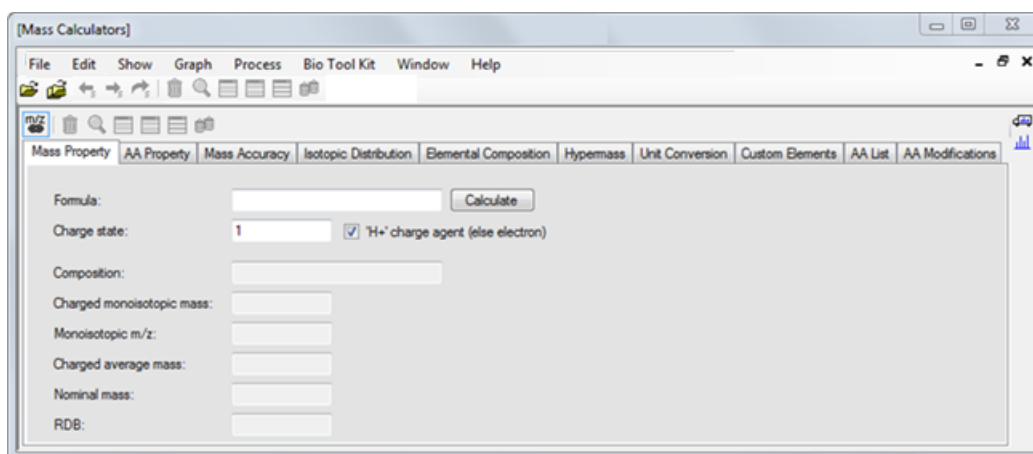 [Mass Calculators]
File Edit Show Graph Process Bio Tool Kit Window Help
m/z
Mass Property AA Property Mass Accuracy Isotopic Distribution Elemental Composition Hypermass Unit Conversion Custom Elements AA List AA Modifications
Formula: Calculate
Charge state: 1 'H+' charge agent (else electron)
Composition:
Charged monoisotopic mass:
Monoisotopic m/z:
Charged average mass:
Nominal mass:
RDB: